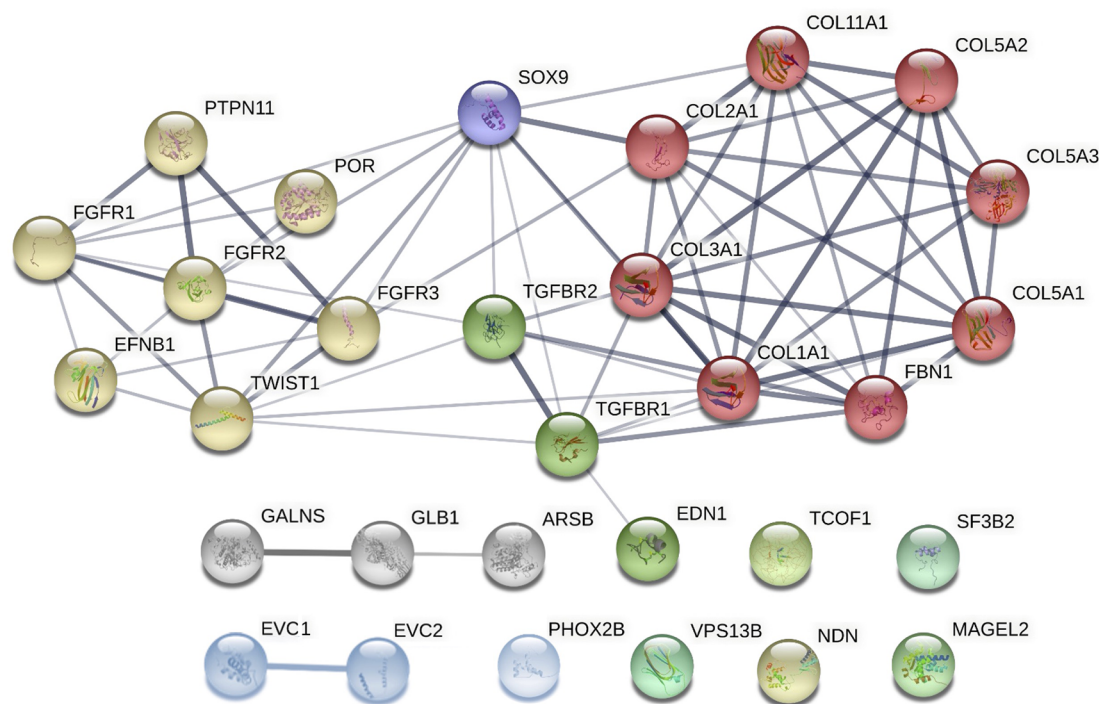 COL11A1
COL5A2
SOX9
PTPN11
COL2A1
POR
COL5A3
FGFR1
FGFR2
COL3A1
FGFR3
TGFBR2
COL5A1
EFNB1
COL1A1
FBN1
TWIST1
TGFBR1
GALNS
GLB1
ARSB
EDN1
TCOF1
SF3B2
EVC1
EVC2
PHOX2B
VPS13B
NDN
MAGEL2